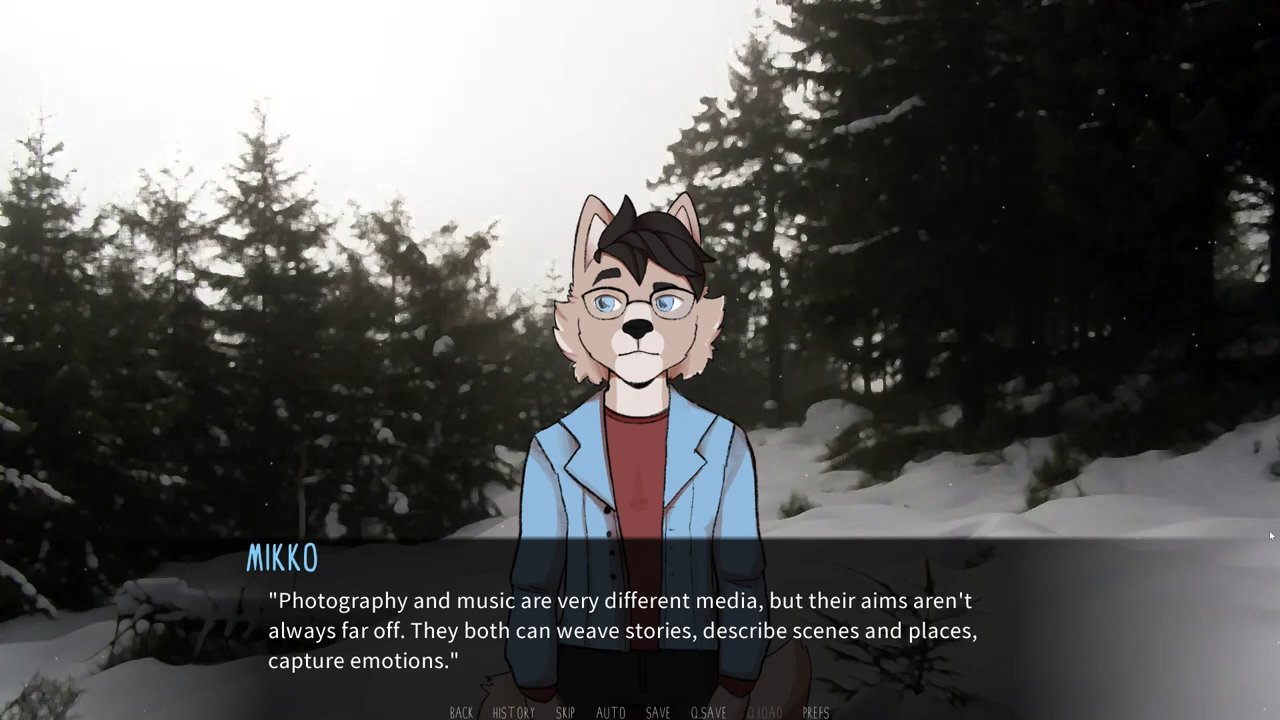 MIKKO
"Photography and music are very different media, but their aims aren't
always far off. They both can weave stories, describe scenes and places,
capture emotions."
BACK HISTORY SKIP AUTO SAVE Q.SAVE Q.LOAD PREFS